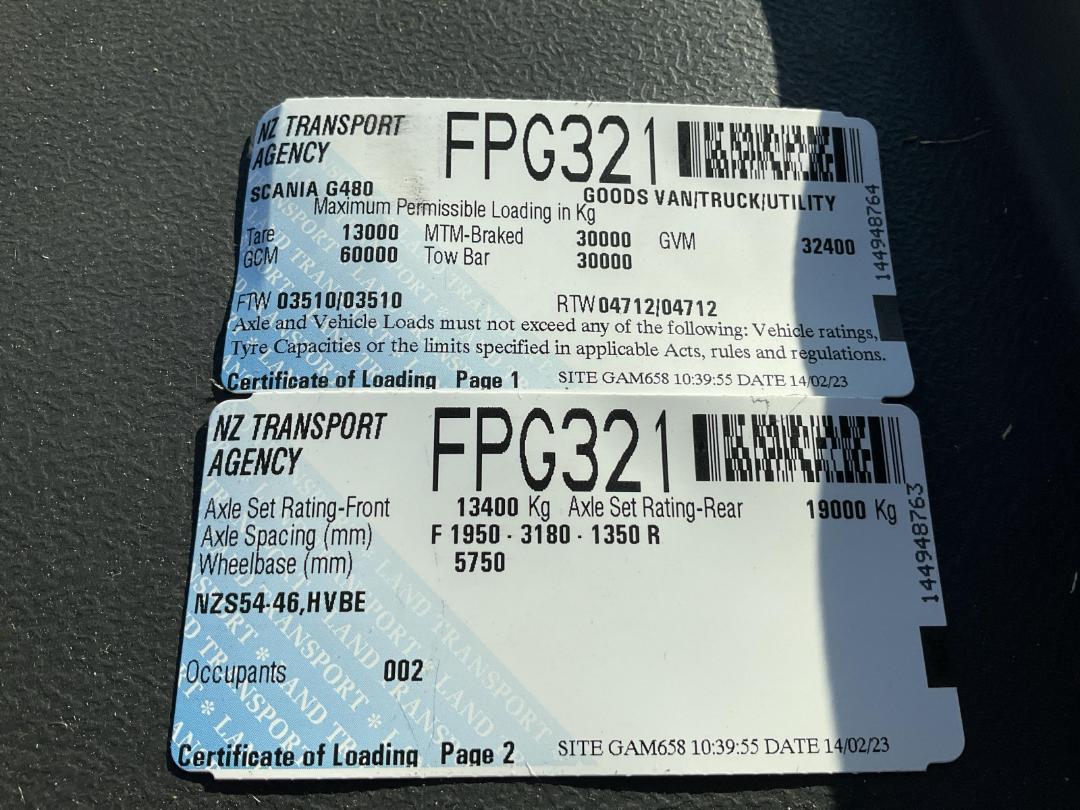 NZ TRANSPORT AGENCY FPG321
SCANIA G480 GOODS VAN/TRUCK/UTILITY
Maximum Permissible Loading in Kg
Tare 13000 MTM-Braked 30000 GVM 32400
GCM 60000 Tow Bar 30000
144948764
FTW 03510/03510 RTW 04712/04712
Axle and Vehicle Loads must not exceed any of the following: Vehicle ratings,
Tyre Capacities or the limits specified in applicable Acts, rules and regulations.
Certificate of Loading Page 1 SITE GAM658 10:39:55 DATE 14/02/23
NZ TRANSPORT AGENCY FPG321
Axle Set Rating-Front 13400 Kg Axle Set Rating-Rear 19000 Kg
Axle Spacing (mm) F 1950 - 3180 - 1350 R
Wheelbase (mm) 5750
144948763
NZS54-46,HVBE
Occupants 002
Certificate of Loading Page 2 SITE GAM658 10:39:55 DATE 14/02/23